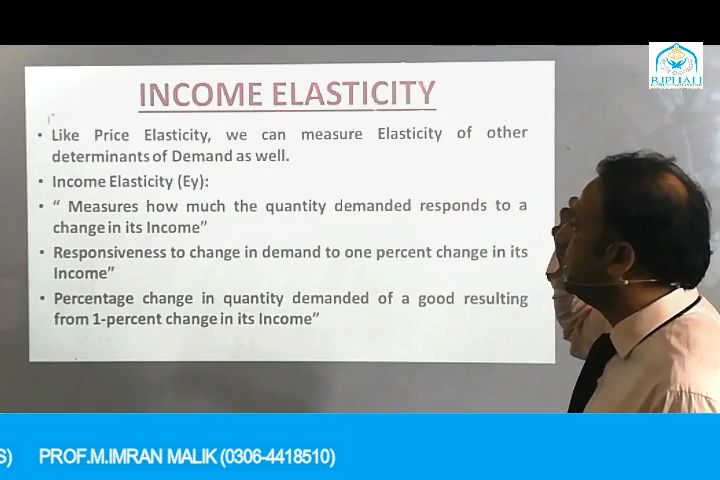 RIPHAH
INCOME ELASTICITY
• Like Price Elasticity, we can measure Elasticity of other
determinants of Demand as well.
• Income Elasticity (Ey):
• “ Measures how much the quantity demanded responds to a
change in its Income”
• Responsiveness to change in demand to one percent change in its
Income”
• Percentage change in quantity demanded of a good resulting
from 1-percent change in its Income”
S) PROF.M.IMRAN MALIK (0306-4418510)